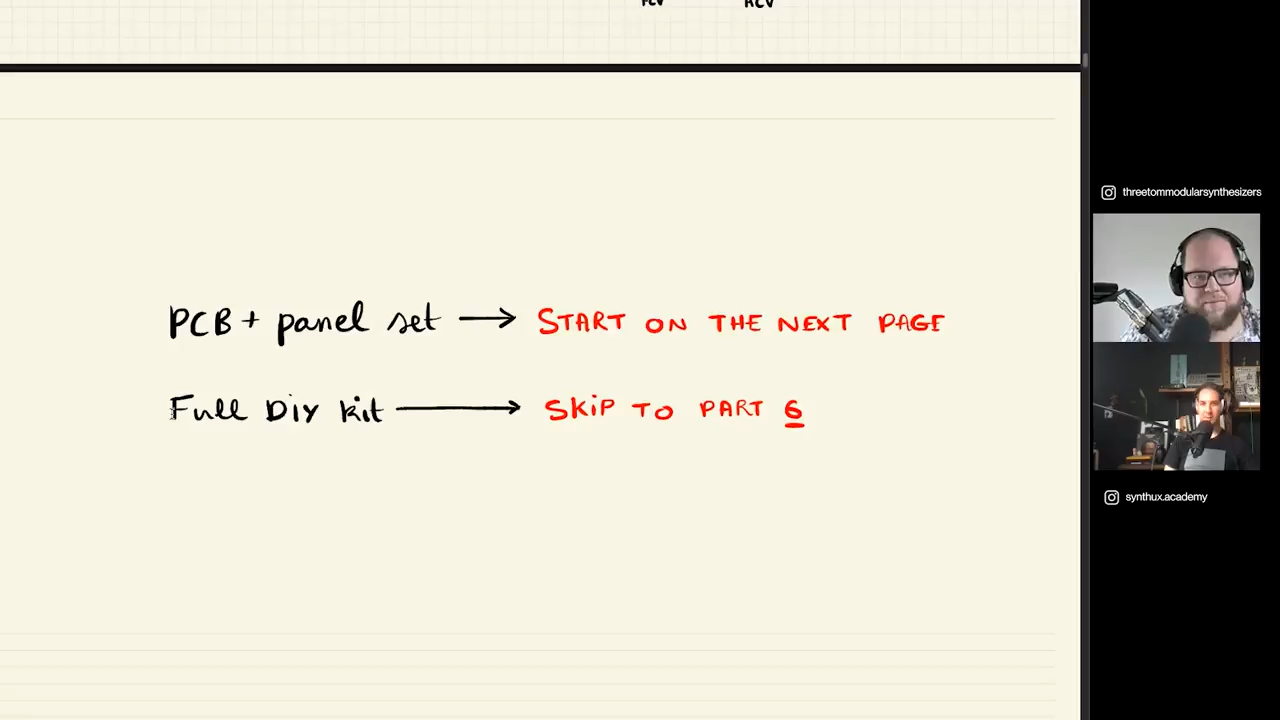 threetommodularsynthesizers
PCB + panel set → START ON THE NEXT PAGE
Full DIY kit → SKIP TO PART 6
synthux.academy